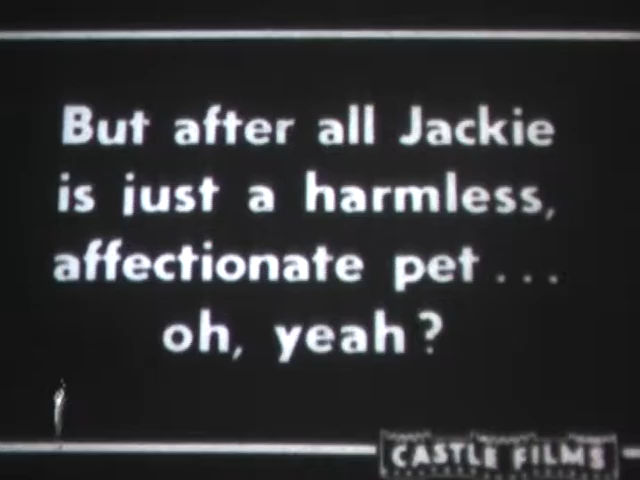 But after all Jackie
is just a harmless,
affectionate pet...
oh, yeah?
CASTLE FILMS